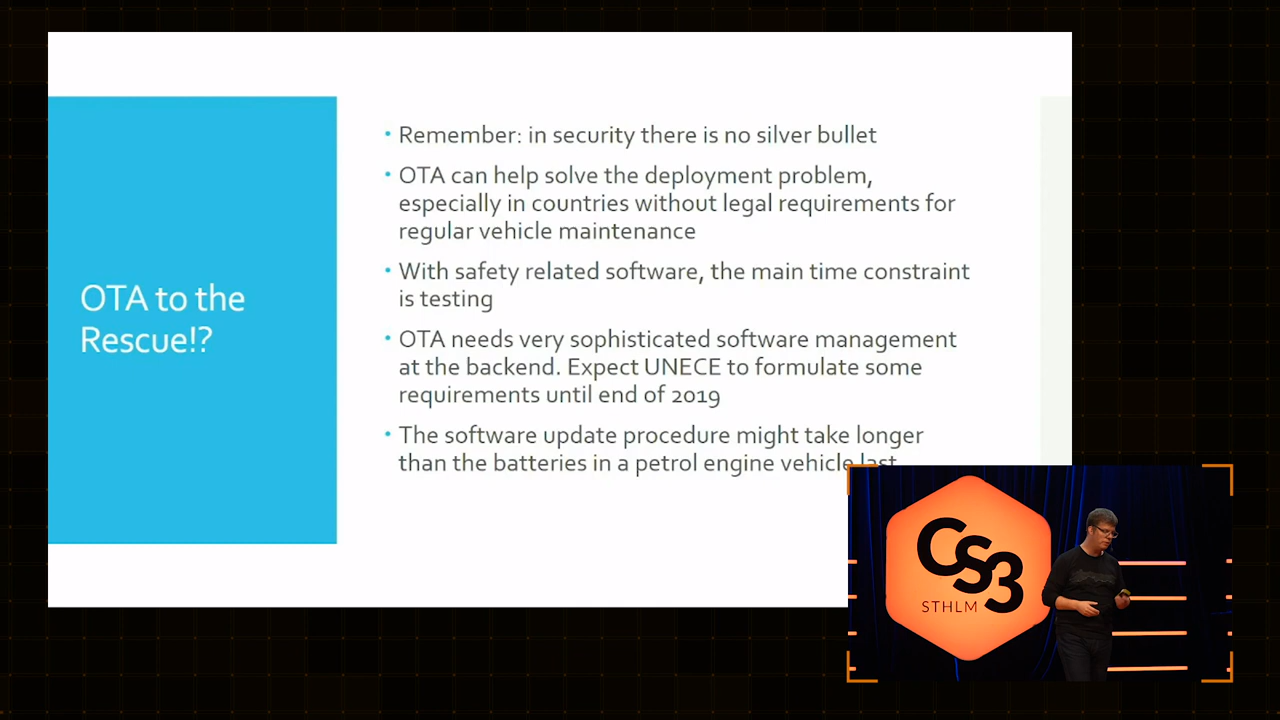 OTA to the
Rescue!?
• Remember: in security there is no silver bullet
• OTA can help solve the deployment problem,
especially in countries without legal requirements for
regular vehicle maintenance
• With safety related software, the main time constraint
is testing
• OTA needs very sophisticated software management
at the backend. Expect UNECE to formulate some
requirements until end of 2019
• The software update procedure might take longer
than the batteries in a petrol engine vehicle last
CS3
STHLM